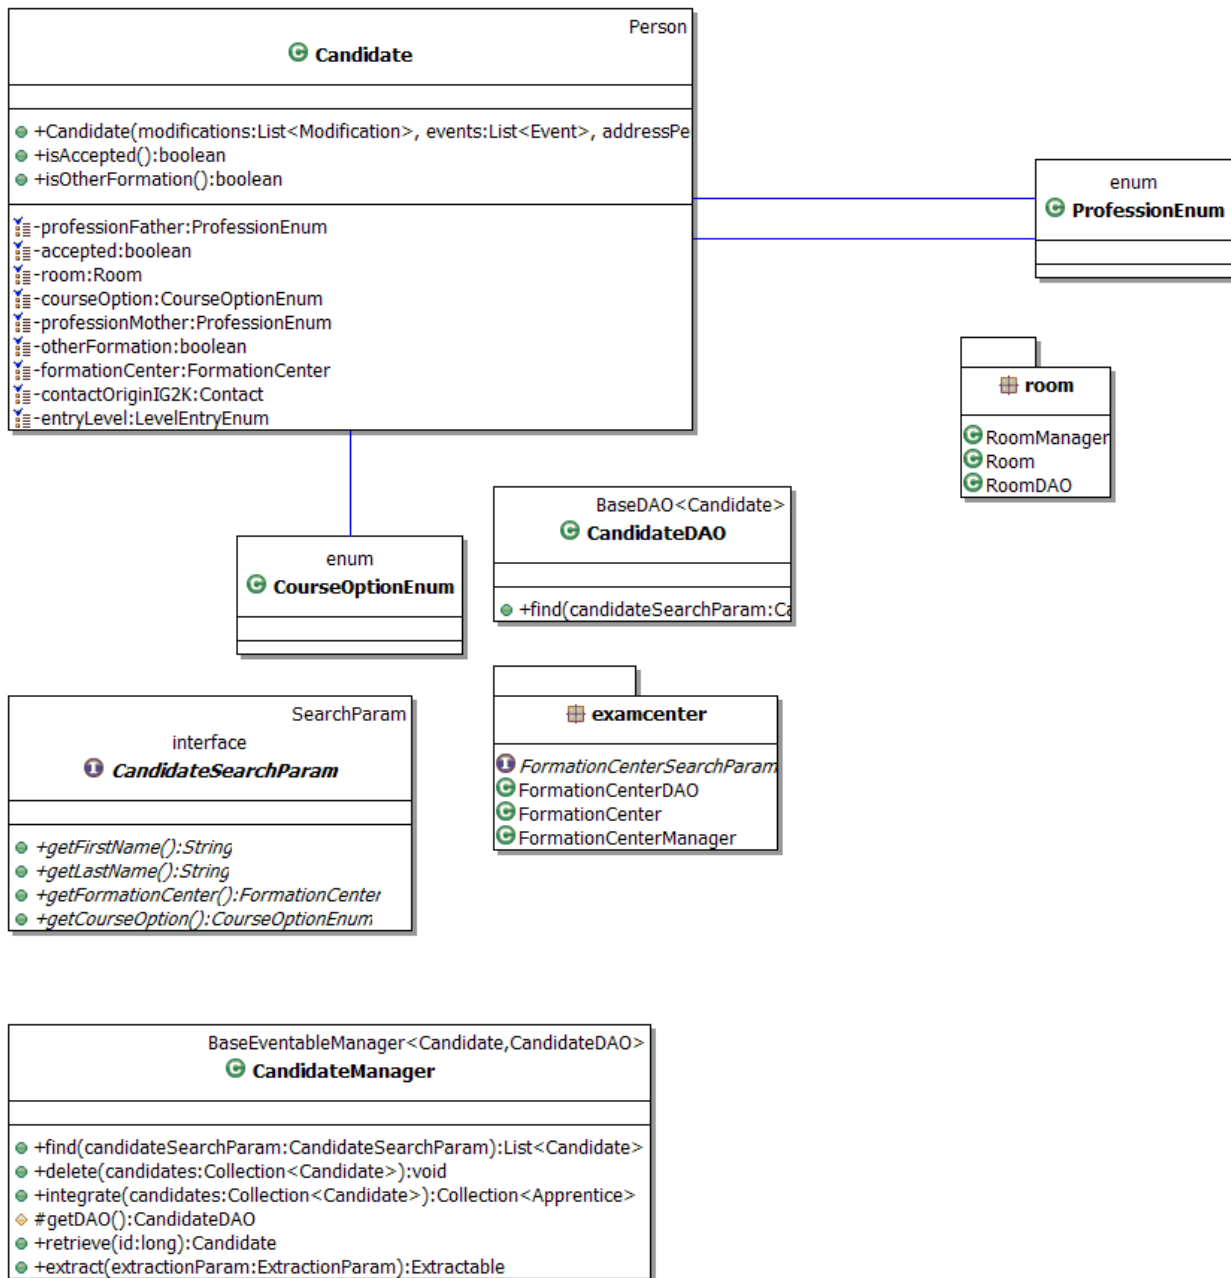 Person
Candidate
+Candidate(modifications:List<Modification>, events:List<Event>, addressPe
+isAccepted():boolean
+isOtherFormation():boolean
-professionFather:ProfessionEnum
-accepted:boolean
-room:Room
-courseOption:CourseOptionEnum
-professionMother:ProfessionEnum
-otherFormation:boolean
-formationCenter:FormationCenter
-contactOriginIG2K:Contact
-entryLevel:LevelEntryEnum
enum
ProfessionEnum
room
RoomManager
Room
RoomDAO
BaseDAO<Candidate>
CandidateDAO
+find(candidateSearchParam:Ca
enum
CourseOptionEnum
examcenter
FormationCenterSearchParam
FormationCenterDAO
FormationCenter
FormationCenterManager
SearchParam
interface
CandidateSearchParam
+getFirstName():String
+getLastName():String
+getFormationCenter():FormationCenter
+getCourseOption():CourseOptionEnum
BaseEventableManager<Candidate,CandidateDAO>
CandidateManager
+find(candidateSearchParam:CandidateSearchParam):List<Candidate>
+delete(candidates:Collection<Candidate>):void
+integrate(candidates:Collection<Candidate>):Collection<Apprentice>
#getDAO():CandidateDAO
+retrieve(id:long):Candidate
+extract(extractionParam:ExtractionParam):Extractable